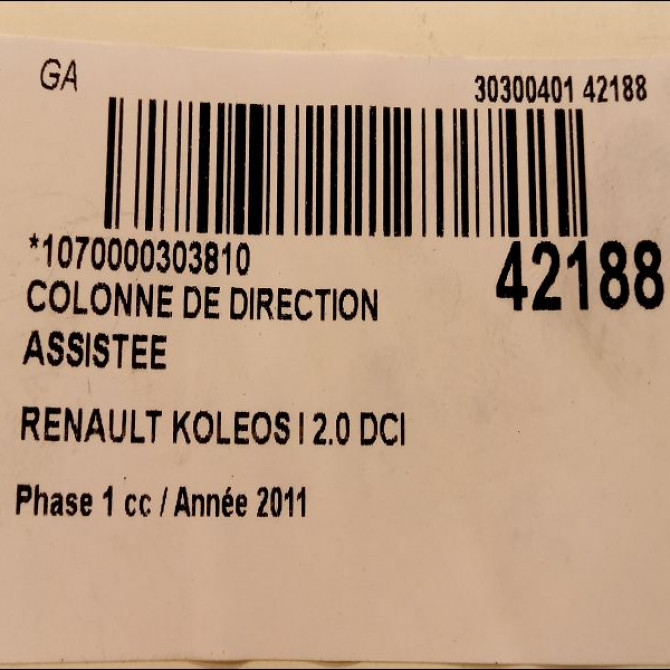 GA
30300401 42188
*1070000303810
42188
COLONNE DE DIRECTION
ASSISTEE
RENAULT KOLEOS I 2.0 DCI
Phase 1 cc / Année 2011